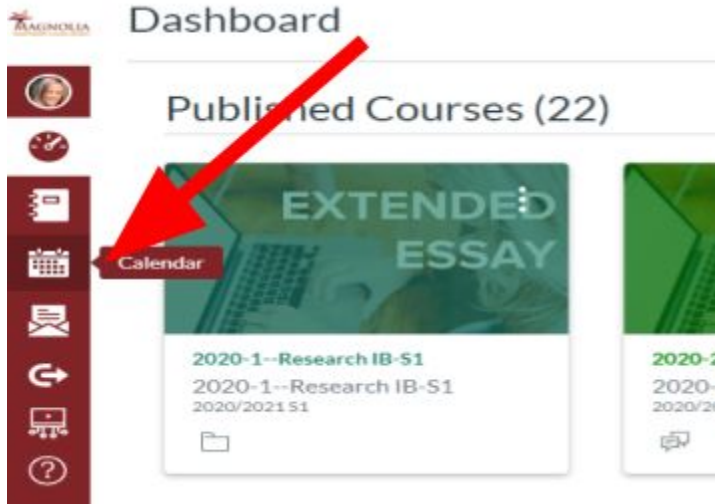 MAGNOLIA
Dashboard
Published Courses (22)
EXTENDED
ESSAY
Calendar
2020-1--Research IB-S1
2020-1--Research IB-S1
2020/2021 S1
2020-2
2020-
2020/20